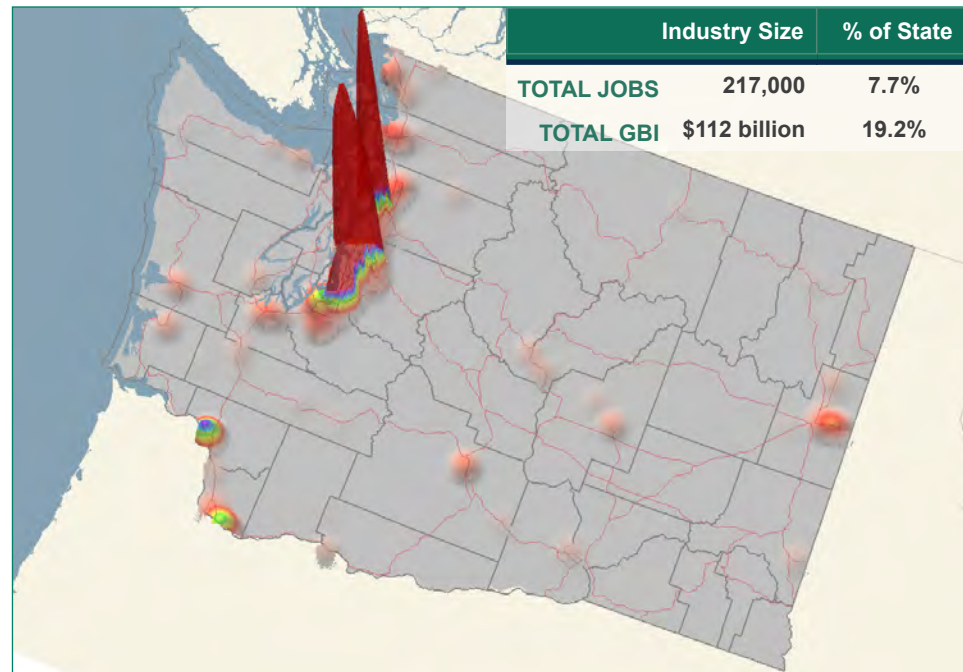 Industry Size % of State
TOTAL JOBS 217,000 7.7%
TOTAL GBI $112 billion 19.2%